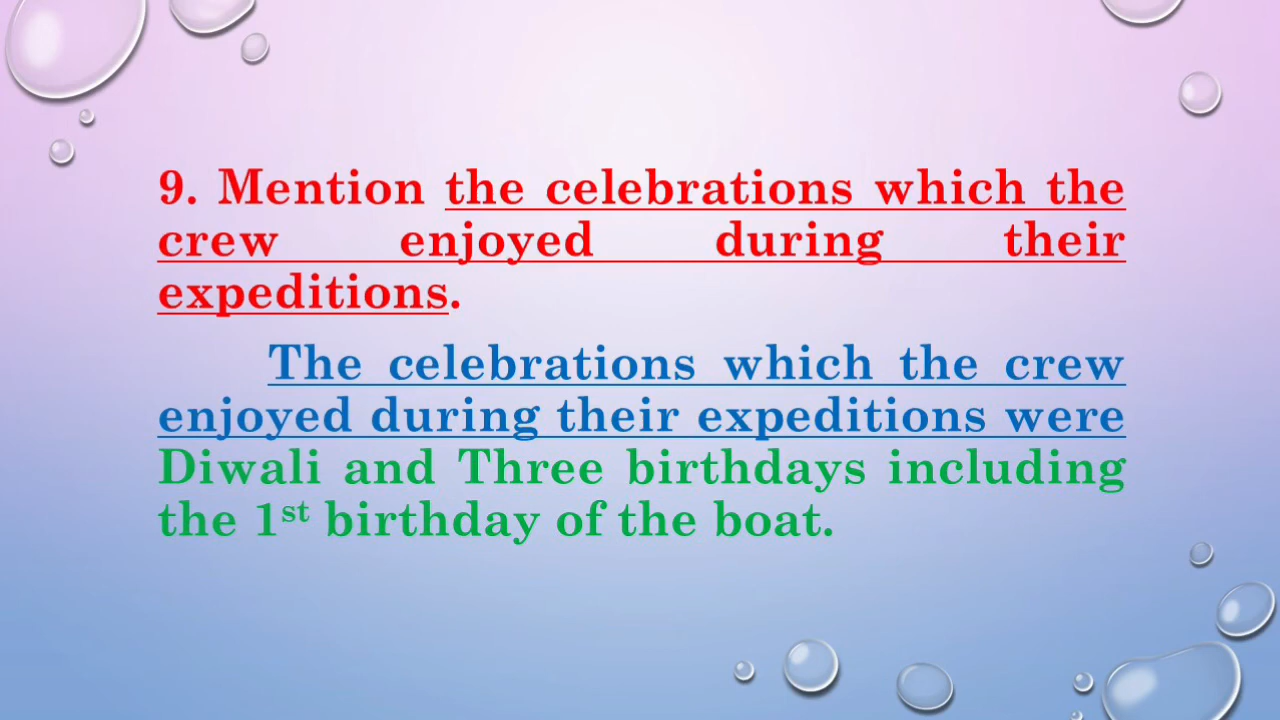 9. Mention the celebrations which the
crew enjoyed during their
expeditions.
The celebrations which the crew
enjoyed during their expeditions were
Diwali and Three birthdays including
the 1st birthday of the boat.